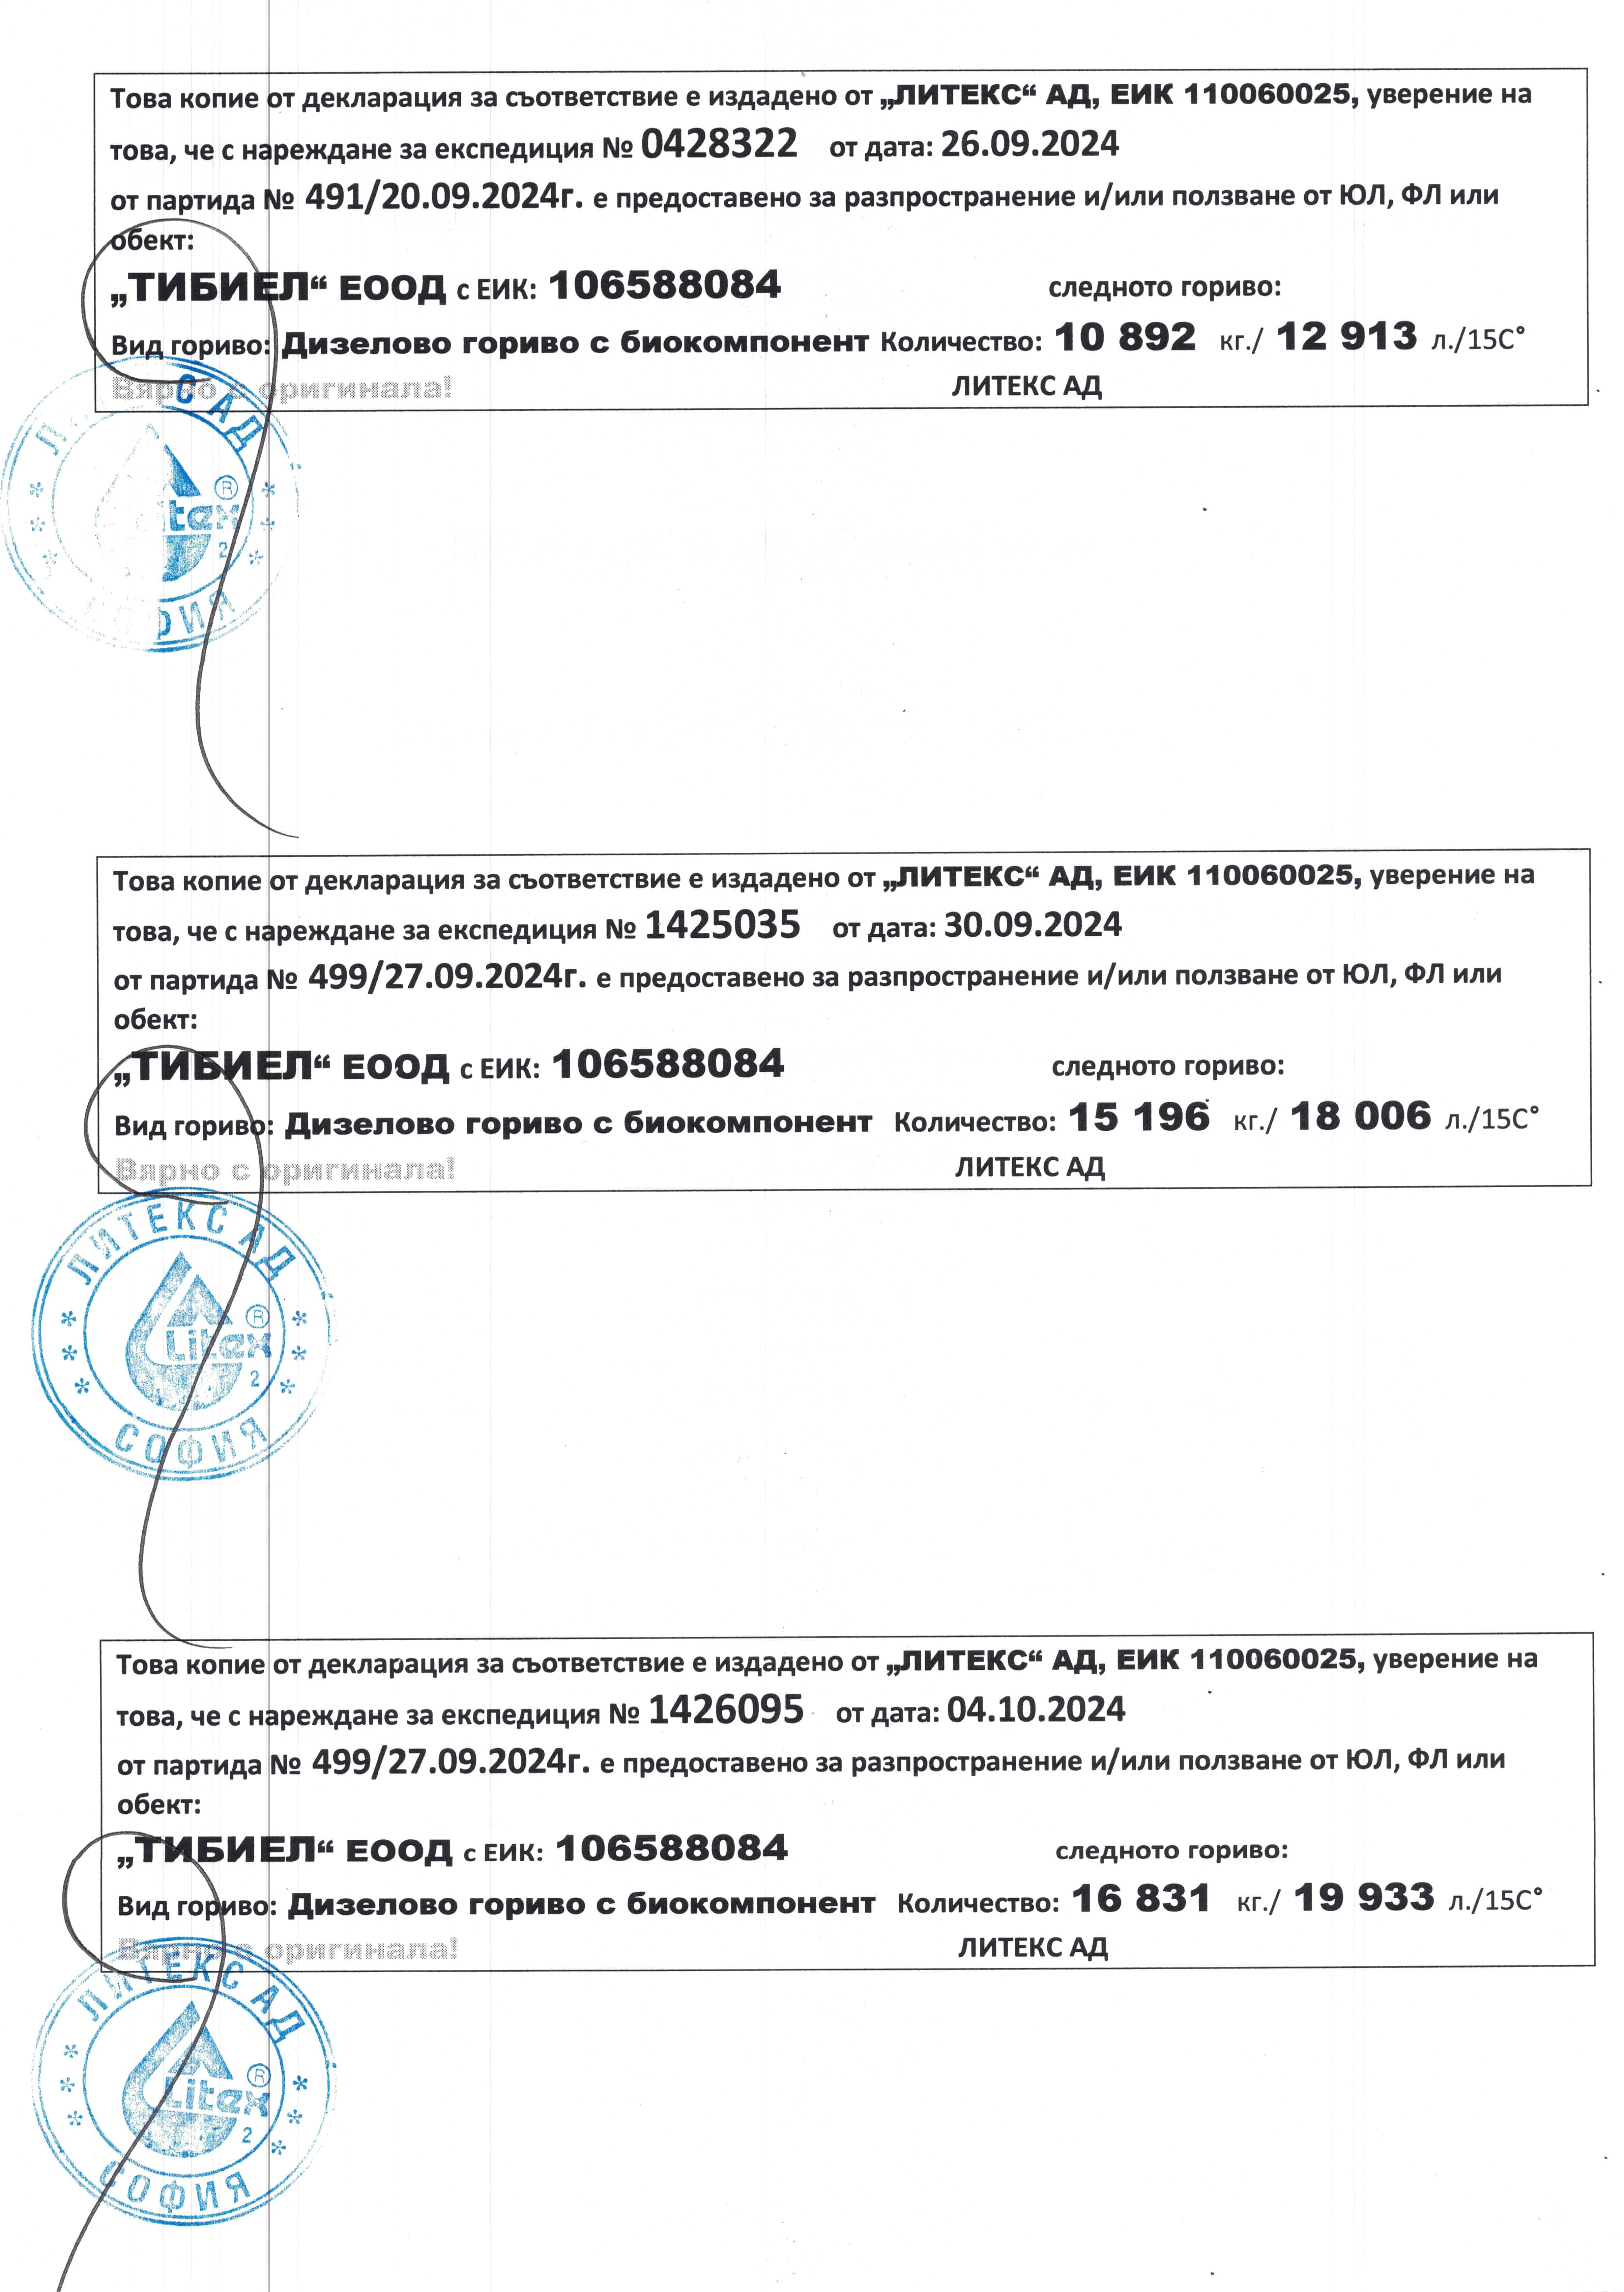 Това копие от декларация за съответствие е издадено от „ЛИТЕКС“ АД, ЕИК 110060025, уверение на
това, че с нареждане за експедиция № 0428322 от дата: 26.09.2024
от партида № 491/20.09.2024г. е предоставено за разпространение и/или ползване от ЮЛ, ФЛ или
обект:
„ТИБИЕЛ“ ЕООД с ЕИК: 106588084 следното гориво:
Вид гориво: Дизелово гориво с биокомпонент Количество: 10 892 кг./ 12 913 л./15С°
Вярно с оригинала! ЛИТЕКС АД
С АД
®
tex
2
ФИЯ
Това копие от декларация за съответствие е издадено от „ЛИТЕКС“ АД, ЕИК 110060025, уверение на
това, че с нареждане за експедиция № 1425035 от дата: 30.09.2024
от партида № 499/27.09.2024г. е предоставено за разпространение и/или ползване от ЮЛ, ФЛ или
обект:
„ТИБИЕЛ“ ЕООД с ЕИК: 106588084 следното гориво:
Вид гориво: Дизелово гориво с биокомпонент Количество: 15 196 кг./ 18 006 л./15С°
Вярно с оригинала! ЛИТЕКС АД
ЛИТЕКС АД
®
Litex
2
СОФИЯ
Това копие от декларация за съответствие е издадено от „ЛИТЕКС“ АД, ЕИК 110060025, уверение на
това, че с нареждане за експедиция № 1426095 от дата: 04.10.2024
от партида № 499/27.09.2024г. е предоставено за разпространение и/или ползване от ЮЛ, ФЛ или
обект:
„ТИБИЕЛ“ ЕООД с ЕИК: 106588084 следното гориво:
Вид гориво: Дизелово гориво с биокомпонент Количество: 16 831 кг./ 19 933 л./15С°
Вярно с оригинала! ЛИТЕКС АД
ЛИТЕКС АД
®
Litex
2
СОФИЯ